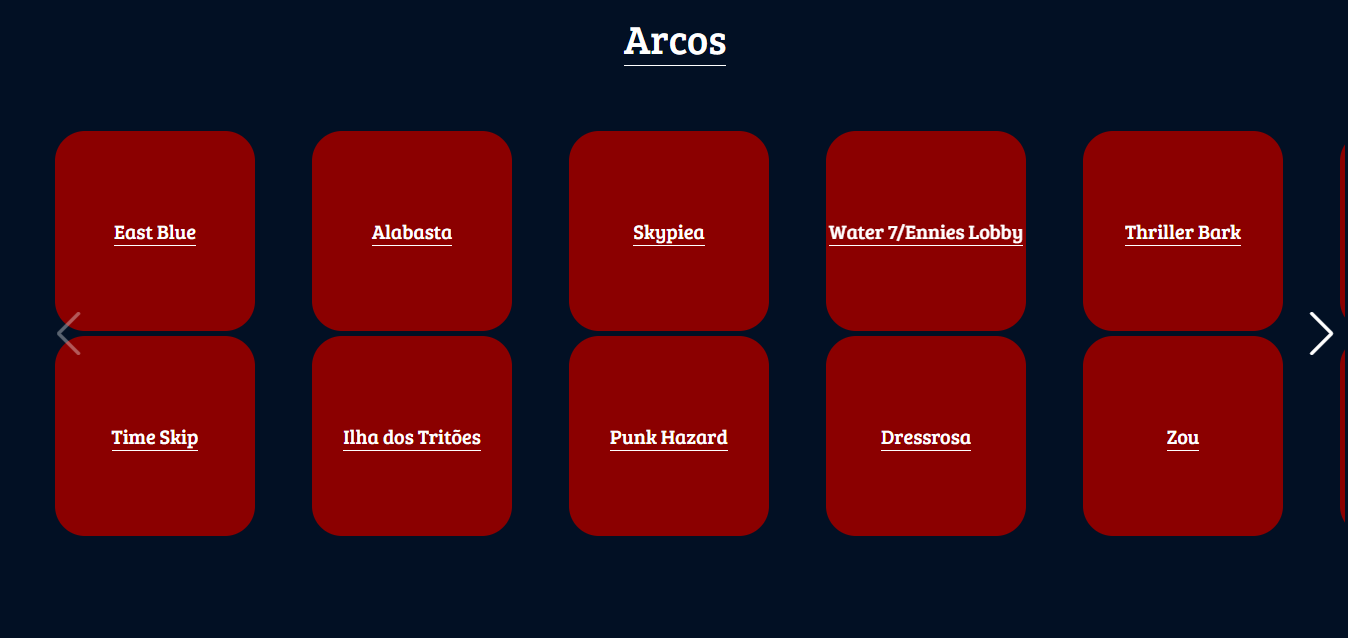 Arcos
East Blue
Alabasta
Skypiea
Water 7/Ennies Lobby
Thriller Bark
Time Skip
Ilha dos Tritões
Punk Hazard
Dressrosa
Zou